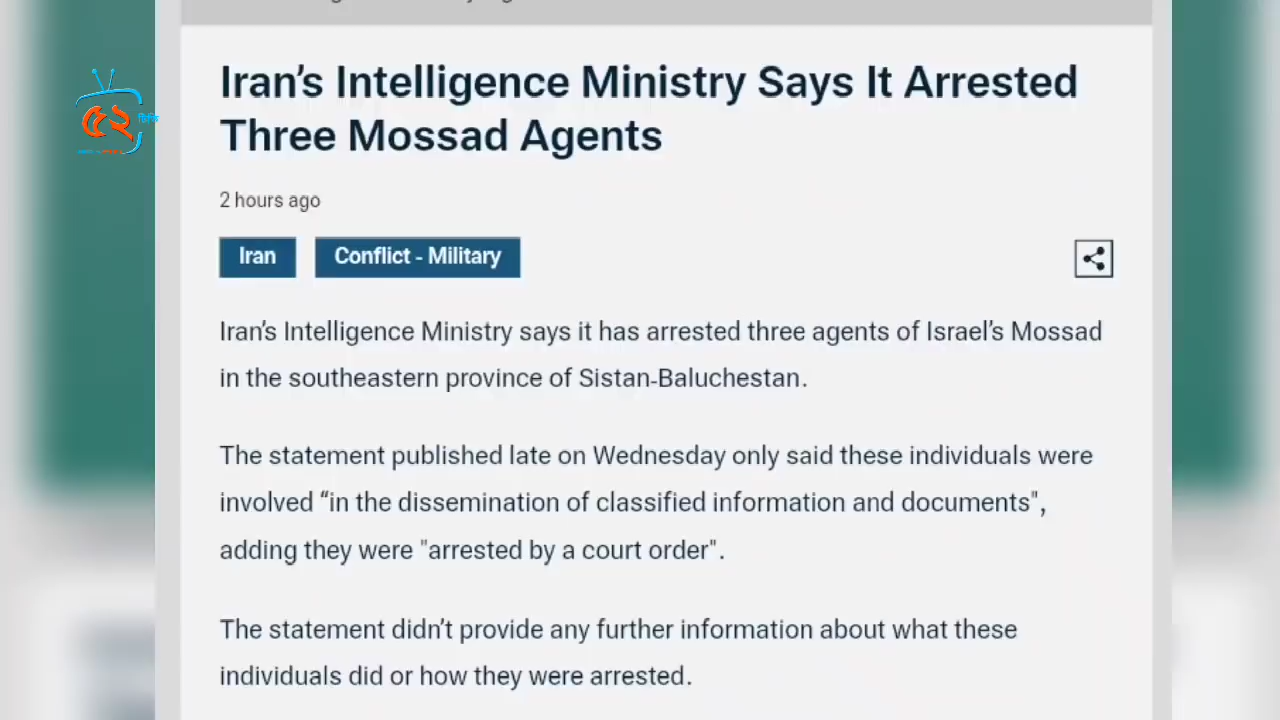 ৫২
টিভি
Iran’s Intelligence Ministry Says It Arrested
Three Mossad Agents
2 hours ago
Iran
Conflict - Military
Iran’s Intelligence Ministry says it has arrested three agents of Israel’s Mossad
in the southeastern province of Sistan-Baluchestan.
The statement published late on Wednesday only said these individuals were
involved “in the dissemination of classified information and documents",
adding they were "arrested by a court order".
The statement didn’t provide any further information about what these
individuals did or how they were arrested.